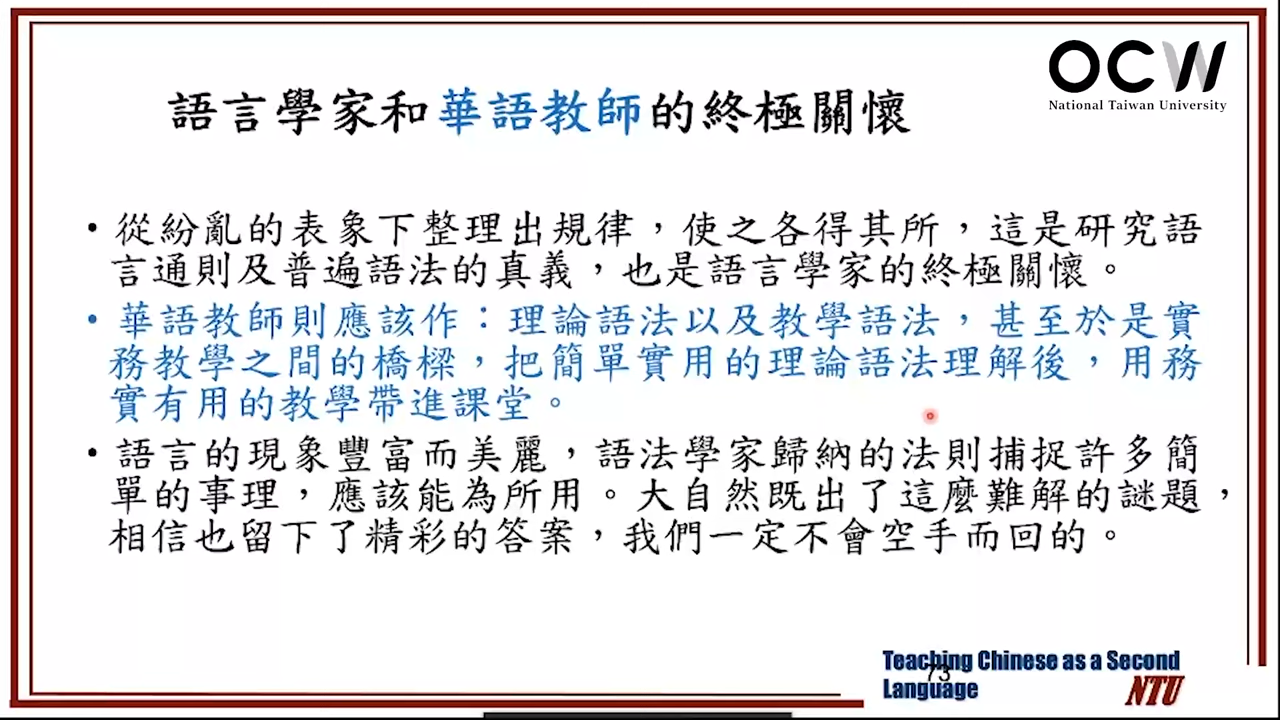 OCW
National Taiwan University
語言學家和華語教師的終極關懷
• 從紛亂的表象下整理出規律，使之各得其所，這是研究語
言通則及普遍語法的真義，也是語言學家的終極關懷。
• 華語教師則應該作：理論語法以及教學語法，甚至於是實
務教學之間的橋樑，把簡單實用的理論語法理解後，用務
實有用的教學帶進課堂。
• 語言的現象豐富而美麗，語法學家歸納的法則捕捉許多簡
單的事理，應該能為所用。大自然既出了這麼難解的謎題，
相信也留下了精彩的答案，我們一定不會空手而回的。
Teaching Chinese as a Second
73
Language
NTU